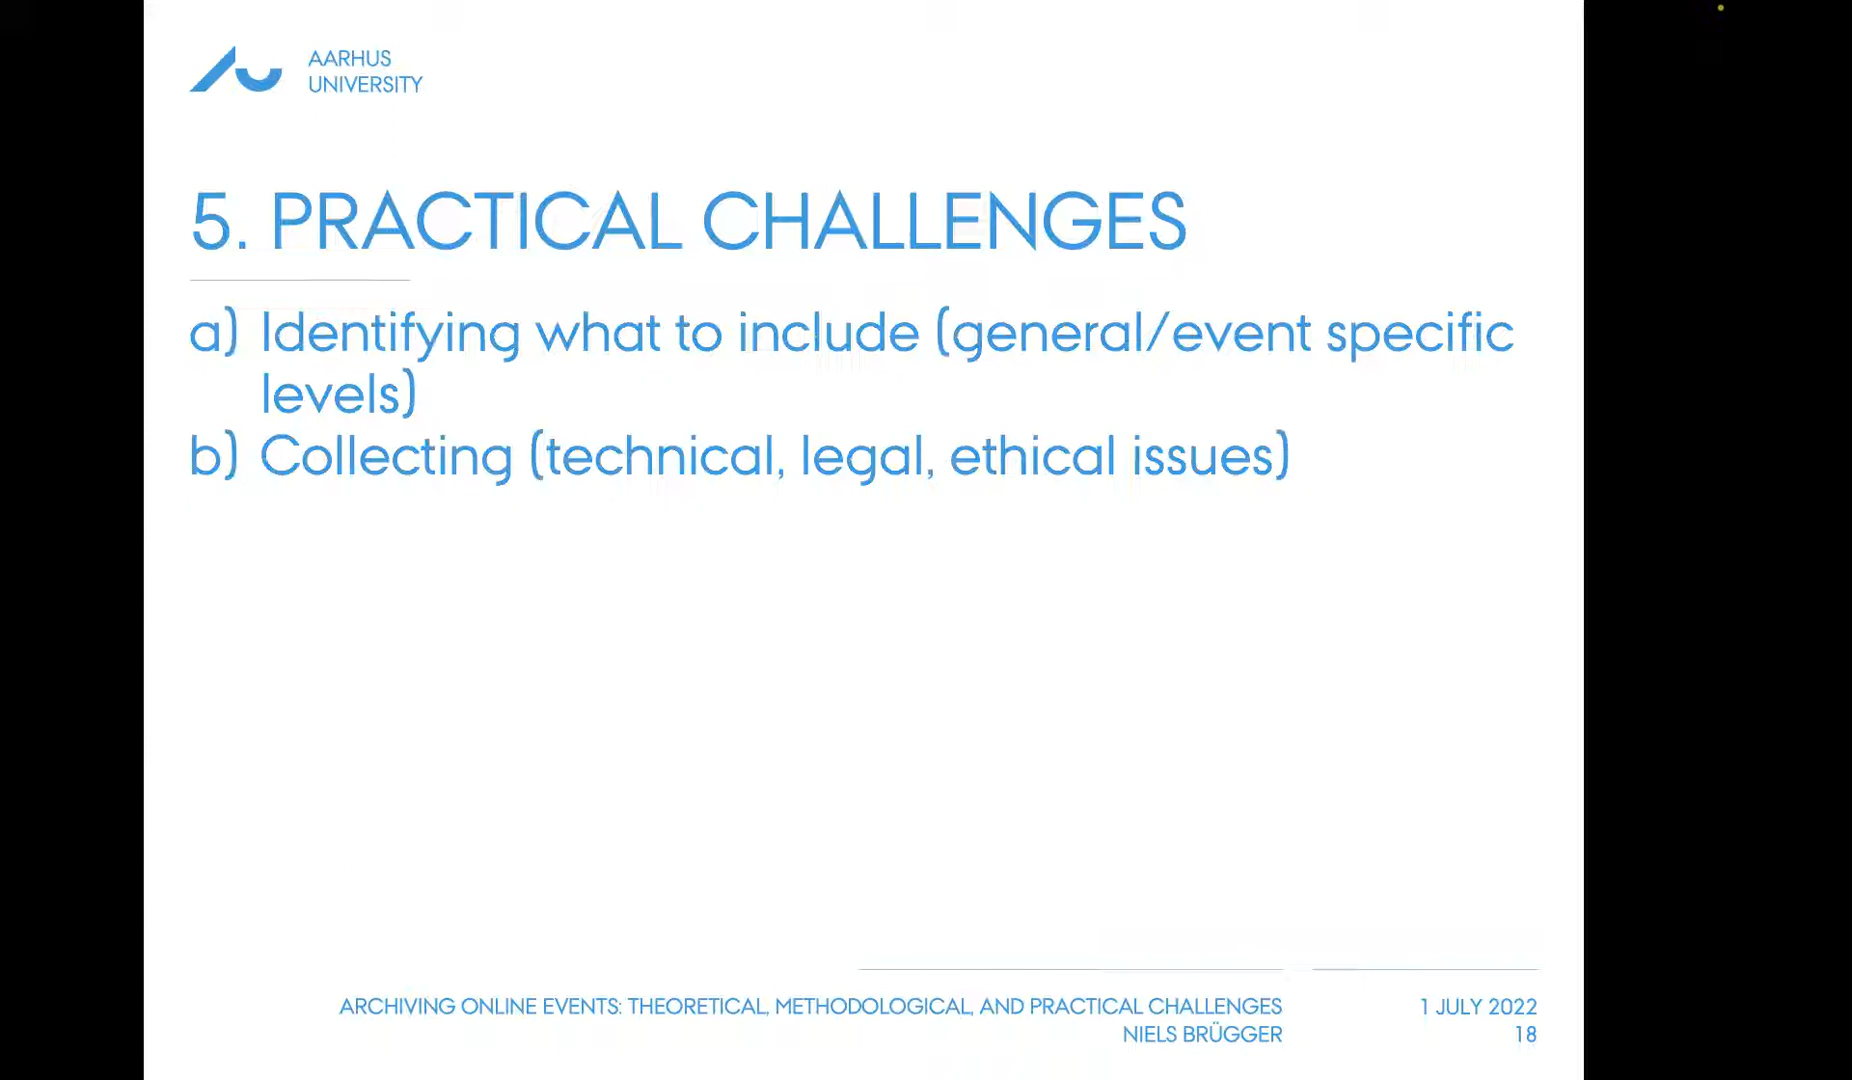 AARHUS
UNIVERSITY
5. PRACTICAL CHALLENGES
a) Identifying what to include (general/event specific
levels)
b) Collecting (technical, legal, ethical issues)
ARCHIVING ONLINE EVENTS: THEORETICAL, METHODOLOGICAL, AND PRACTICAL CHALLENGES
NIELS BRÜGGER
1 JULY 2022
18